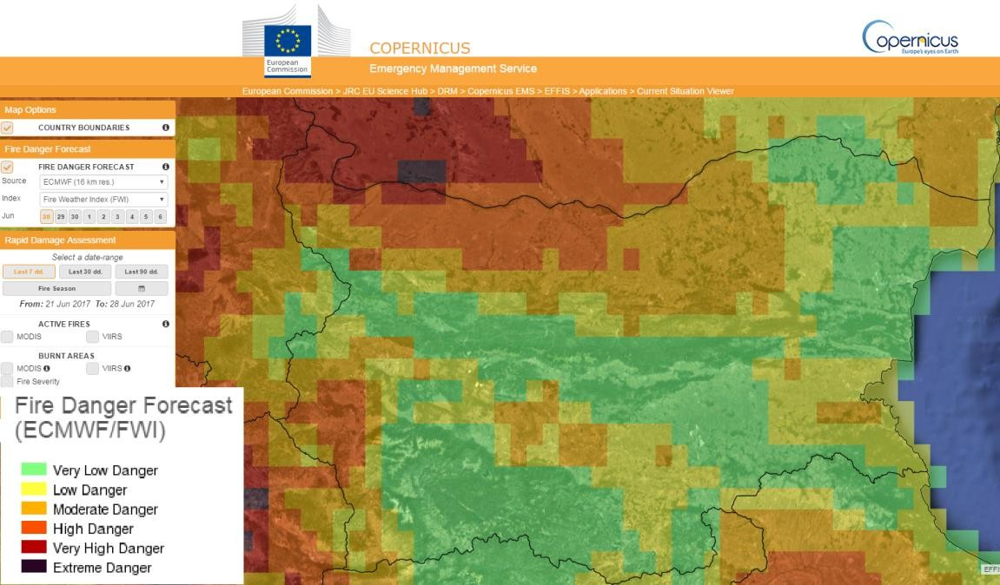 European
Commission
COPERNICUS
Emergency Management Service
opernicus
Europe's eyes on Earth
European Commission > JRC EU Science Hub > DRM > Copernicus EMS > EFFIS > Applications > Current Situation Viewer
Map Options
COUNTRY BOUNDARIES
Fire Danger Forecast
FIRE DANGER FORECAST
Source ECMWF (16 km res.)
Index Fire Weather Index (FWI)
Jun 28 29 30 1 2 3 4 5 6
Rapid Damage Assessment
Select a date-range
Last 7 dd. Last 30 dd. Last 90 dd.
Fire Season
From: 21 Jun 2017 To: 28 Jun 2017
ACTIVE FIRES
MODIS VIIRS
BURNT AREAS
MODIS VIIRS
Fire Severity
Fire Danger Forecast
(ECMWF/FWI)
Very Low Danger
Low Danger
Moderate Danger
High Danger
Very High Danger
Extreme Danger
EFFI